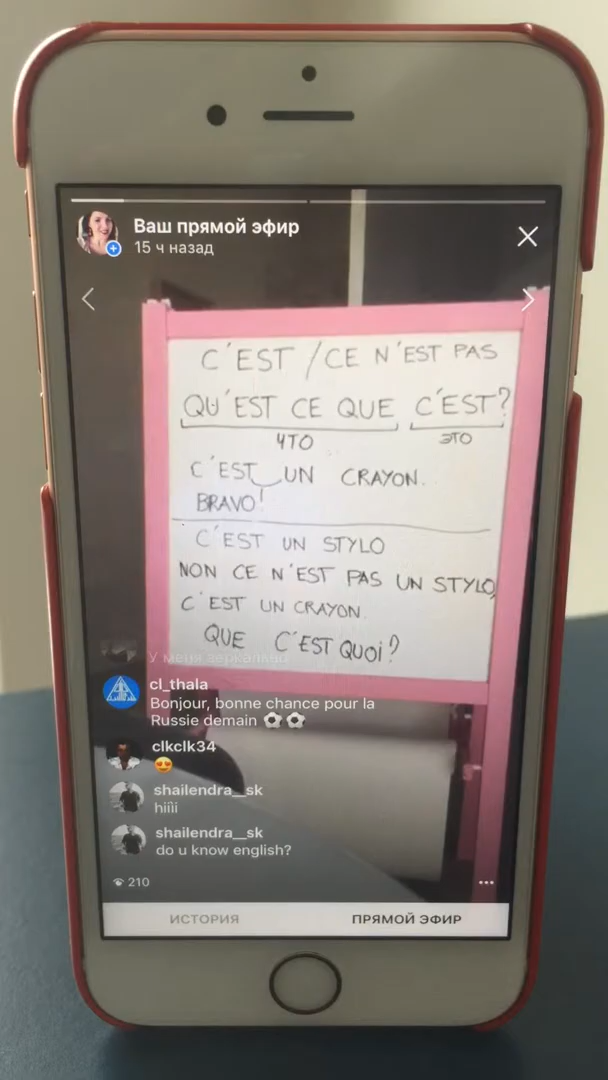 Ваш прямой эфир
15 ч назад
C'EST / CE N'EST PAS
QU'EST CE QUE C'EST?
ЧТО ЭТО
C'EST UN CRAYON.
BRAVO!
C'EST UN STYLO
NON CE N'EST PAS UN STYLO,
C'EST UN CRAYON.
QUE C'EST QUOI?
У меня зеркально
cl_thala
Bonjour, bonne chance pour la
Russie demain ⚽⚽
clkclk34
😍
shailendra__sk
hiiii
shailendra__sk
do u know english?
210
ИСТОРИЯ ПРЯМОЙ ЭФИР